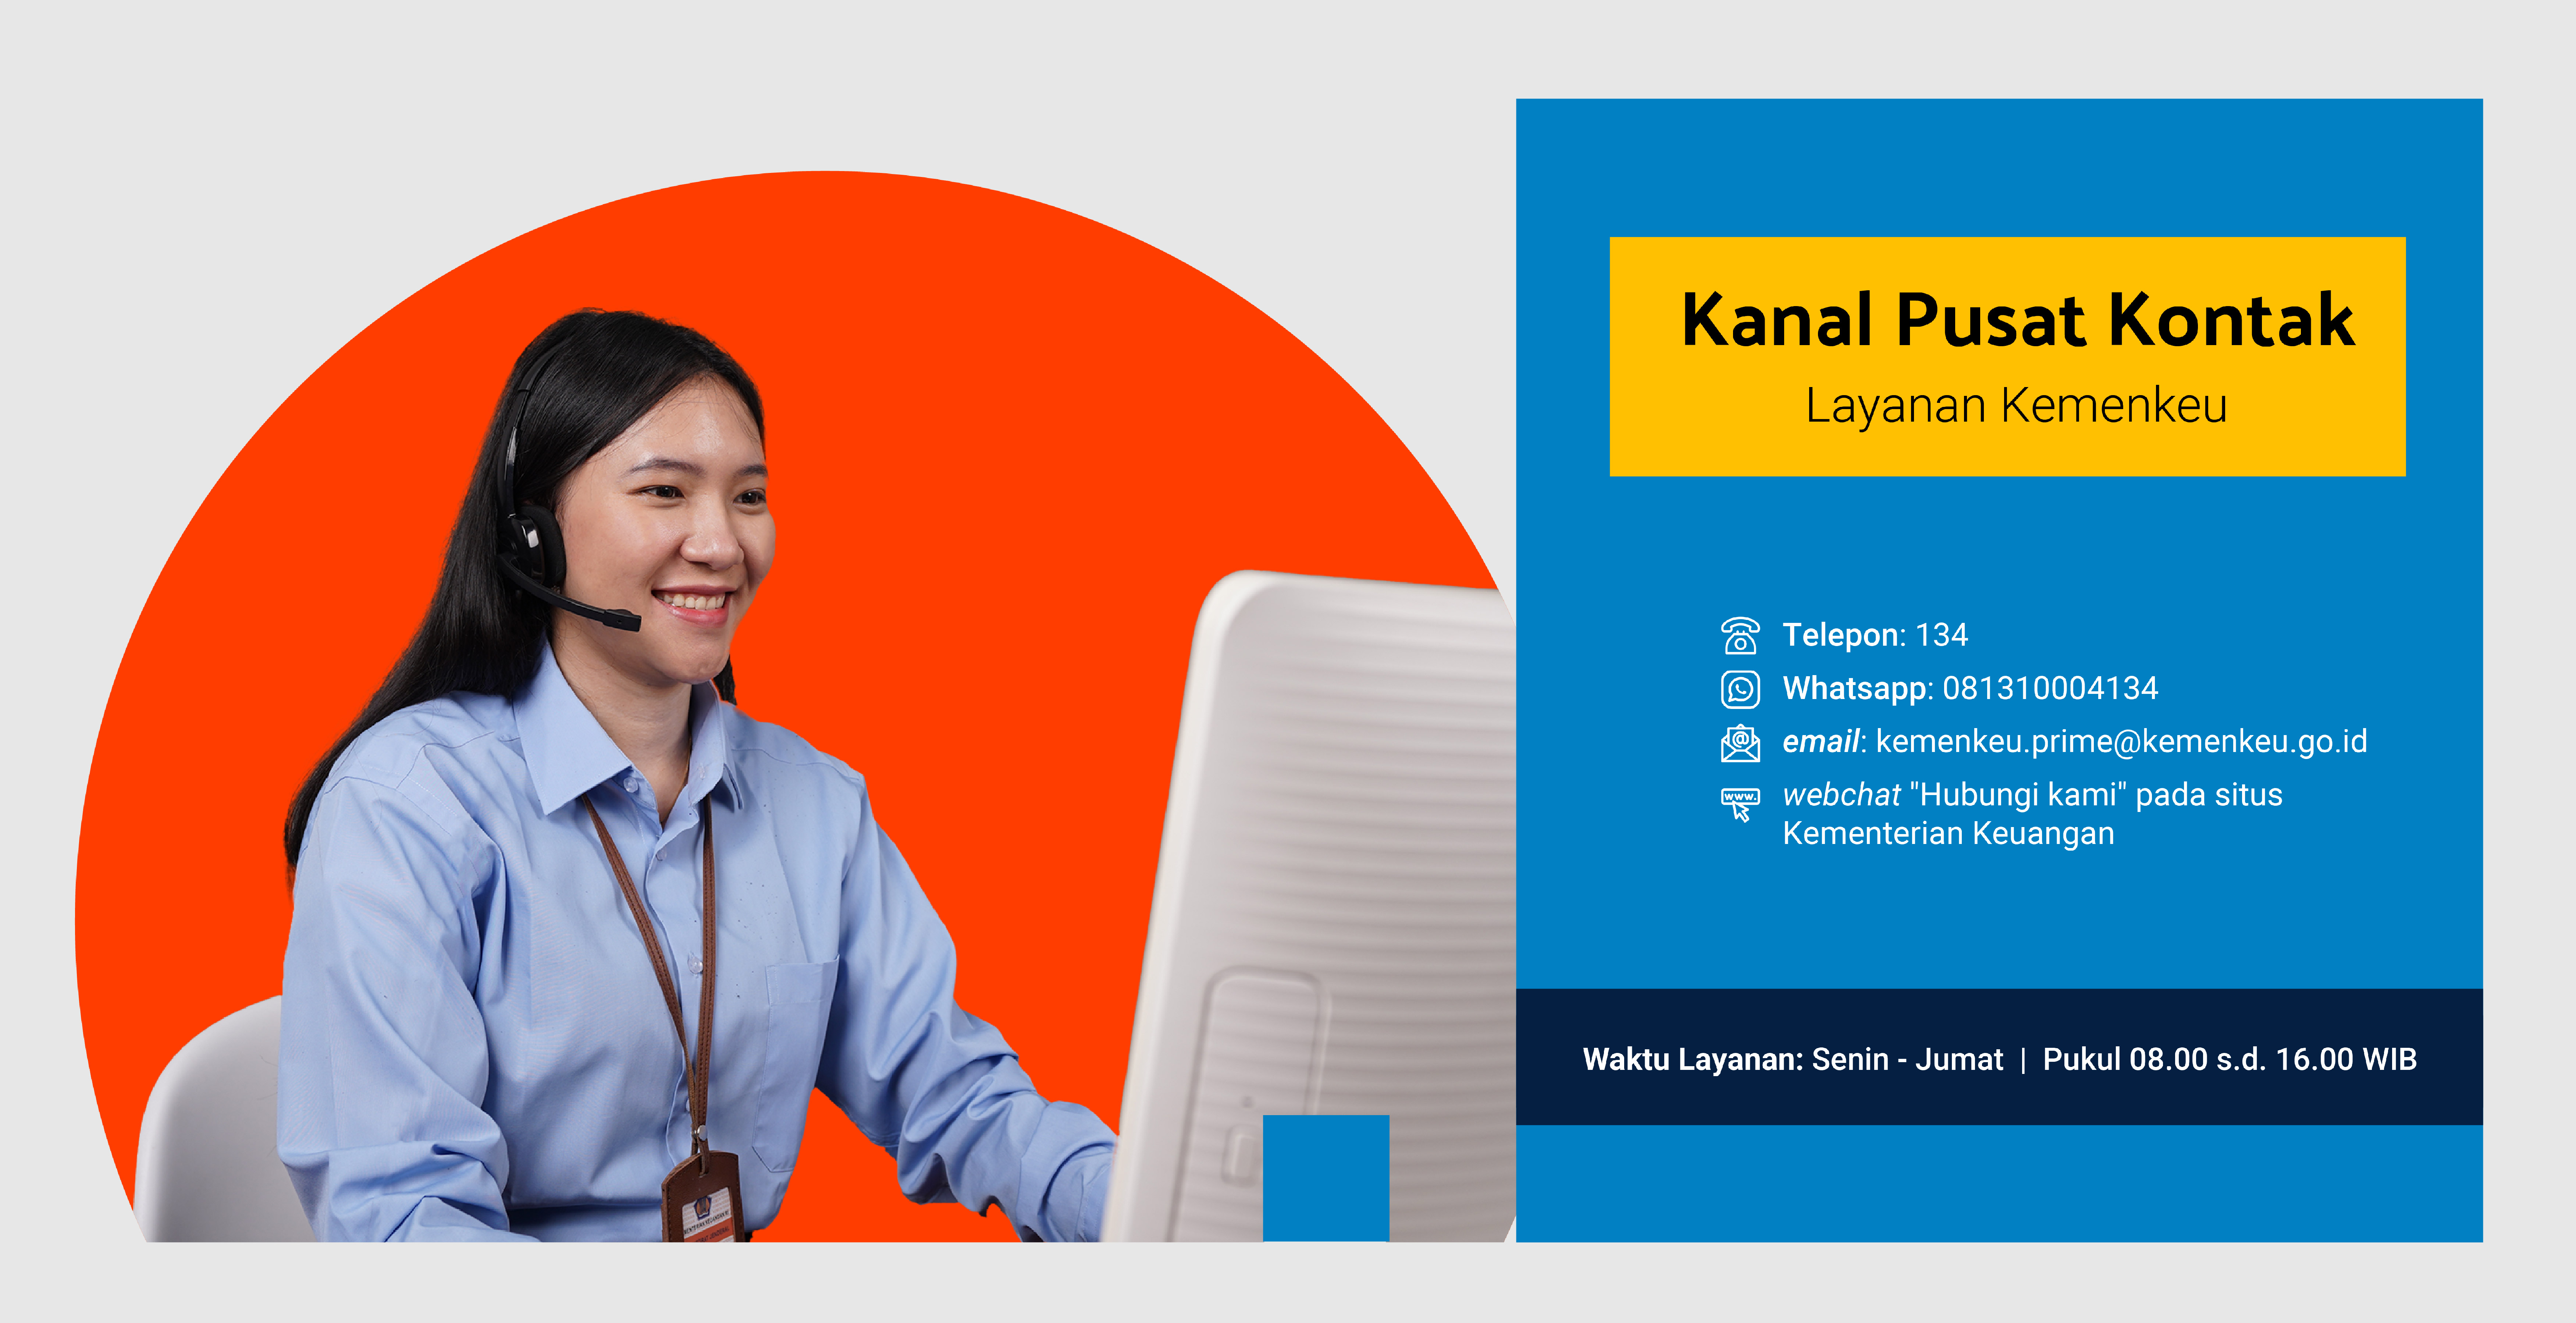 Kanal Pusat Kontak
Layanan Kemenkeu
Telepon: 134
Whatsapp: 081310004134
email: kemenkeu.prime@kemenkeu.go.id
www.
webchat "Hubungi kami" pada situs
Kementerian Keuangan
Waktu Layanan: Senin - Jumat | Pukul 08.00 s.d. 16.00 WIB